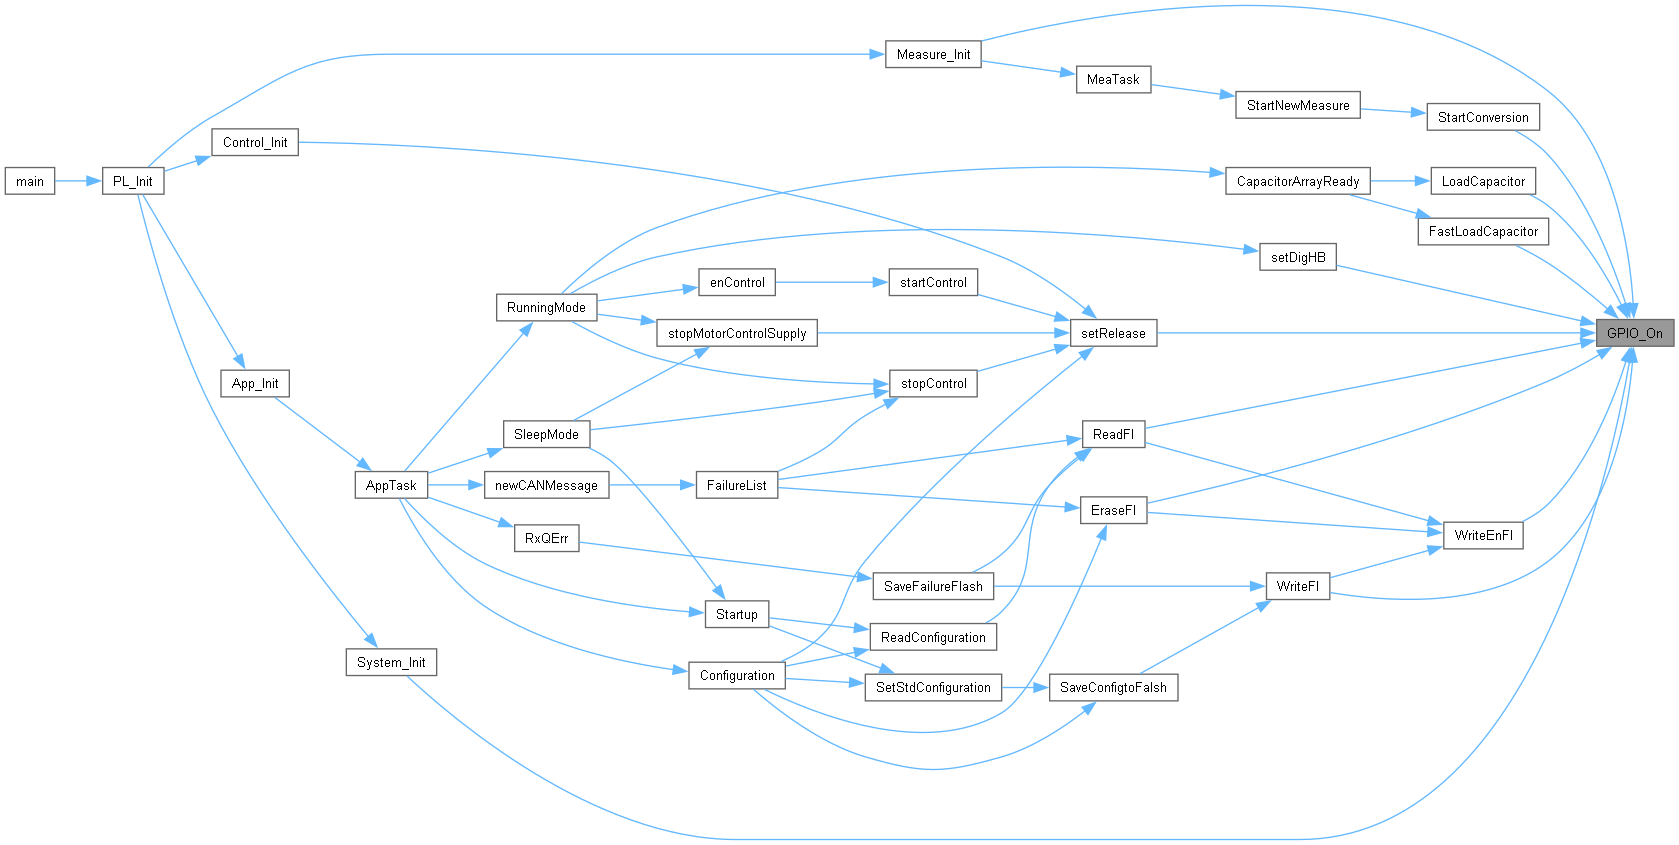 Measure_Init
MeaTask
StartNewMeasure
StartConversion
Control_Init
main
PL_Init
CapacitorArrayReady
LoadCapacitor
FastLoadCapacitor
setDigHB
enControl
startControl
RunningMode
stopMotorControlSupply
setRelease
GPIO_On
App_Init
stopControl
SleepMode
ReadFl
AppTask
newCANMessage
FailureList
EraseFl
RxQErr
WriteEnFl
SaveFailureFlash
WriteFl
Startup
ReadConfiguration
System_Init
Configuration
SetStdConfiguration
SaveConfigtoFalsh